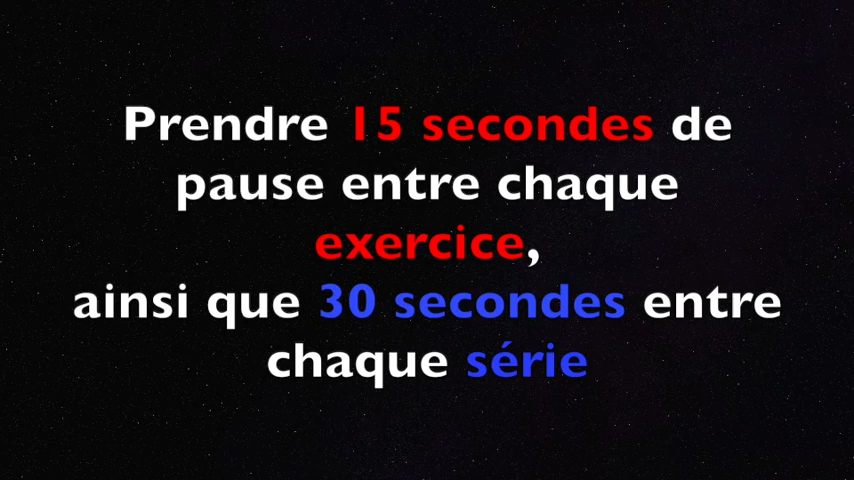 Prendre 15 secondes de
pause entre chaque
exercice,
ainsi que 30 secondes entre
chaque série